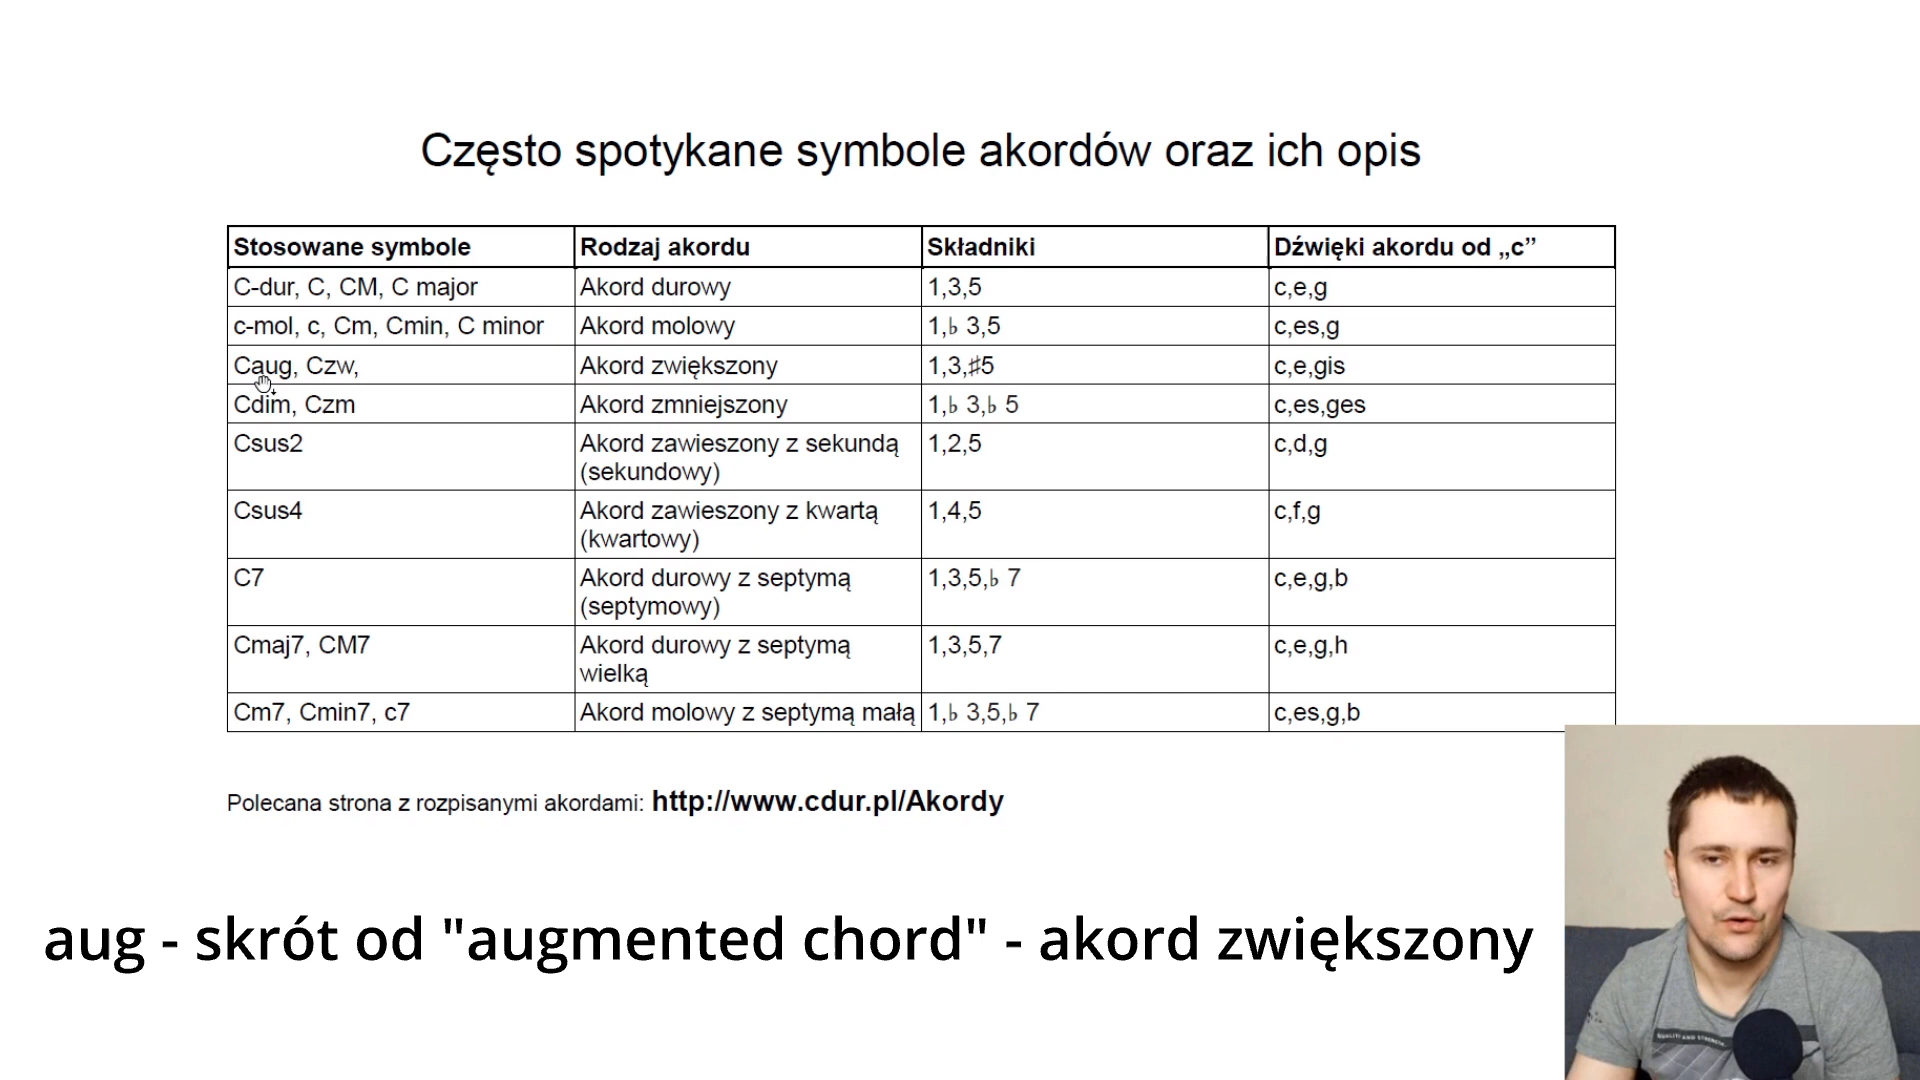 Często spotykane symbole akordów oraz ich opis
Stosowane symbole Rodzaj akordu Składniki Dźwięki akordu od „c”
C-dur, C, CM, C major Akord durowy 1,3,5 c,e,g
c-mol, c, Cm, Cmin, C minor Akord molowy 1,♭ 3,5 c,es,g
Caug, Czw, Akord zwiększony 1,3,♯5 c,e,gis
Cdim, Czm Akord zmniejszony 1,♭ 3,♭ 5 c,es,ges
Csus2 Akord zawieszony z sekundą 1,2,5 c,d,g
(sekundowy)
Csus4 Akord zawieszony z kwartą 1,4,5 c,f,g
(kwartowy)
C7 Akord durowy z septymą 1,3,5,♭ 7 c,e,g,b
(septymowy)
Cmaj7, CM7 Akord durowy z septymą 1,3,5,7 c,e,g,h
wielką
Cm7, Cmin7, c7 Akord molowy z septymą małą 1,♭ 3,5,♭ 7 c,es,g,b
Polecana strona z rozpisanymi akordami: http://www.cdur.pl/Akordy
aug - skrót od "augmented chord" - akord zwiększony